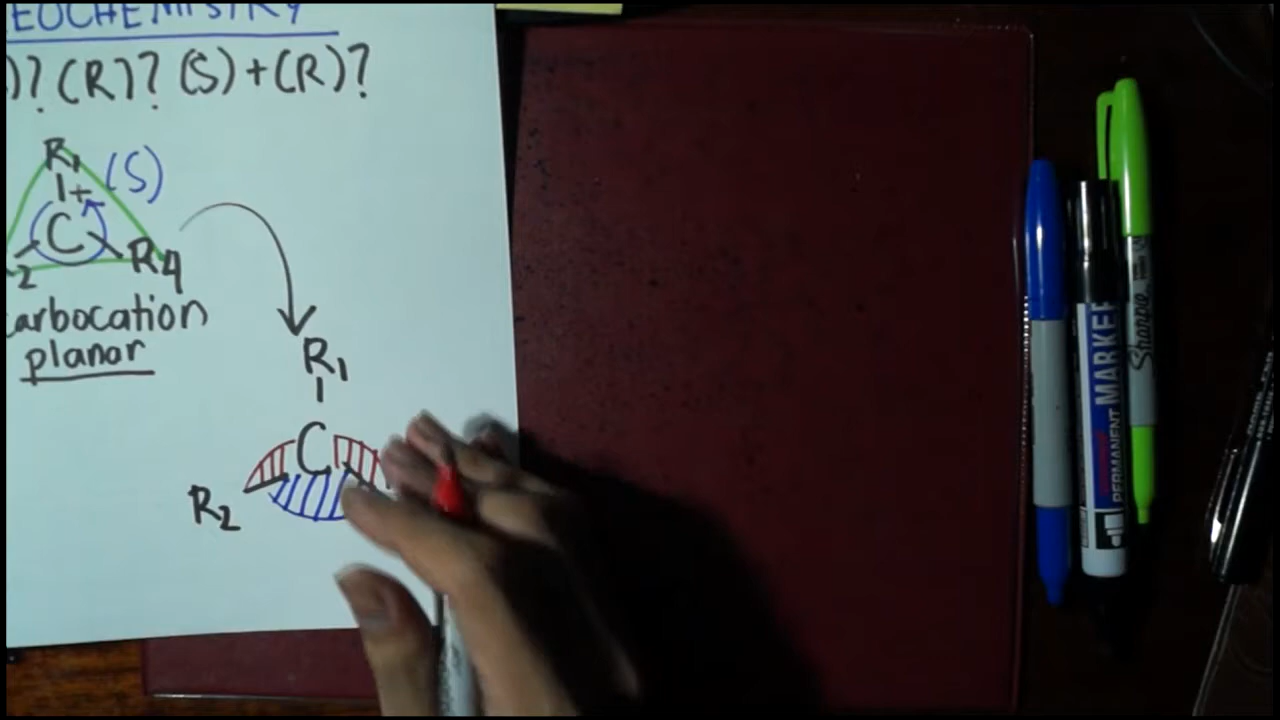 EOCHEMISTRY
)? (R)? (S) + (R)?
R1
+ (S)
C
2 R4
arbocation
planar
R1
C
R2
Sharpie
PERMANENT MARKER